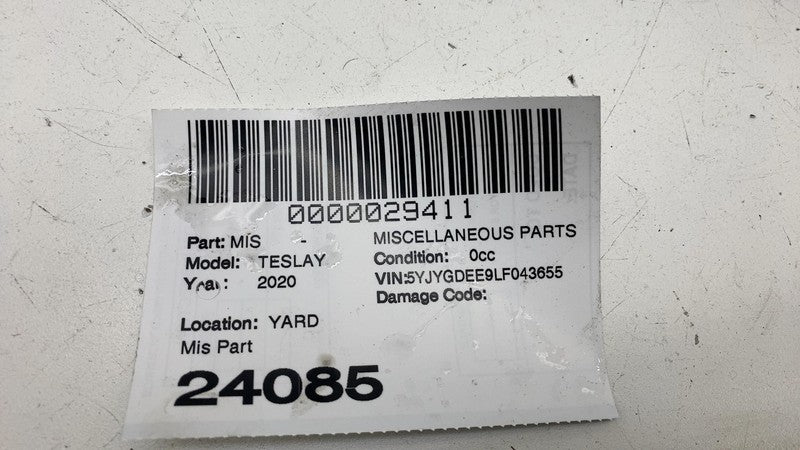 0000029411
Part: MIS - MISCELLANEOUS PARTS
Model: TESLAY Condition: 0cc
Year: 2020 VIN:5YJYGDEE9LF043655
Damage Code:
Location: YARD
Mis Part
24085